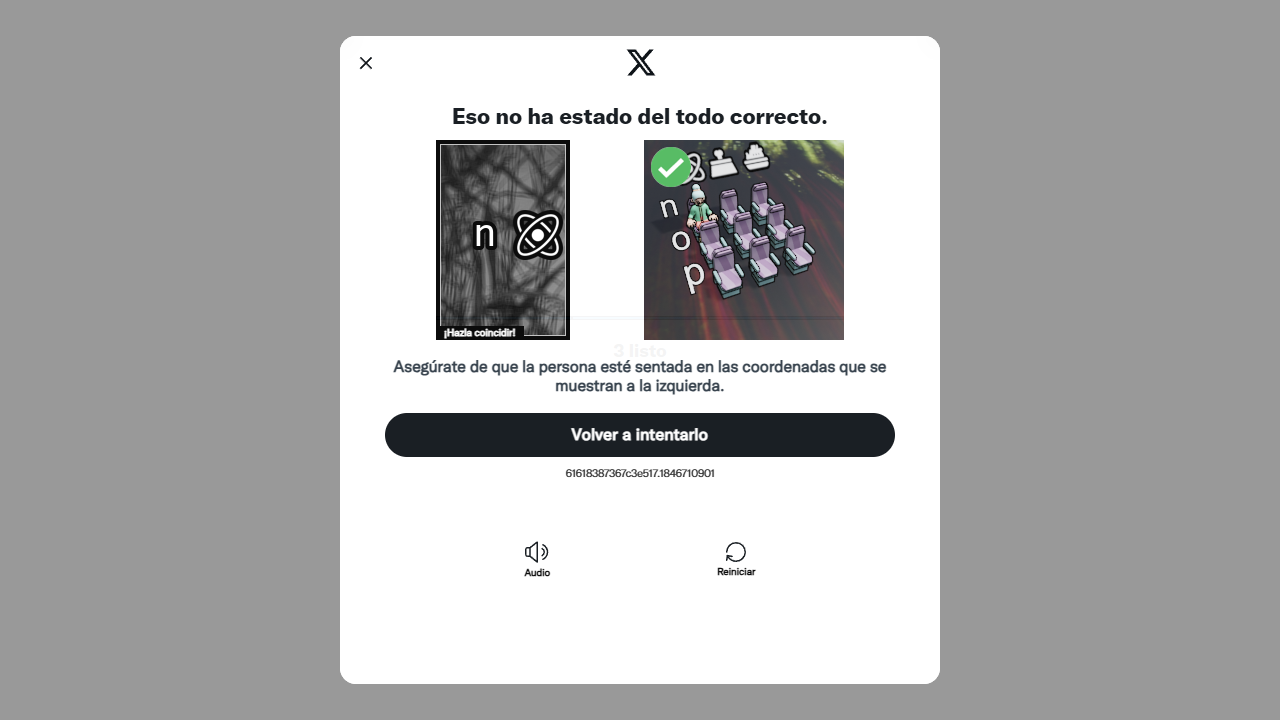 Eso no ha estado del todo correcto.
n
¡Hazla coincidir!
n
o
p
3 listo
Asegúrate de que la persona esté sentada en las coordenadas que se
muestran a la izquierda.
Volver a intentarlo
61618387367c3e517.1846710901
Audio
Reiniciar